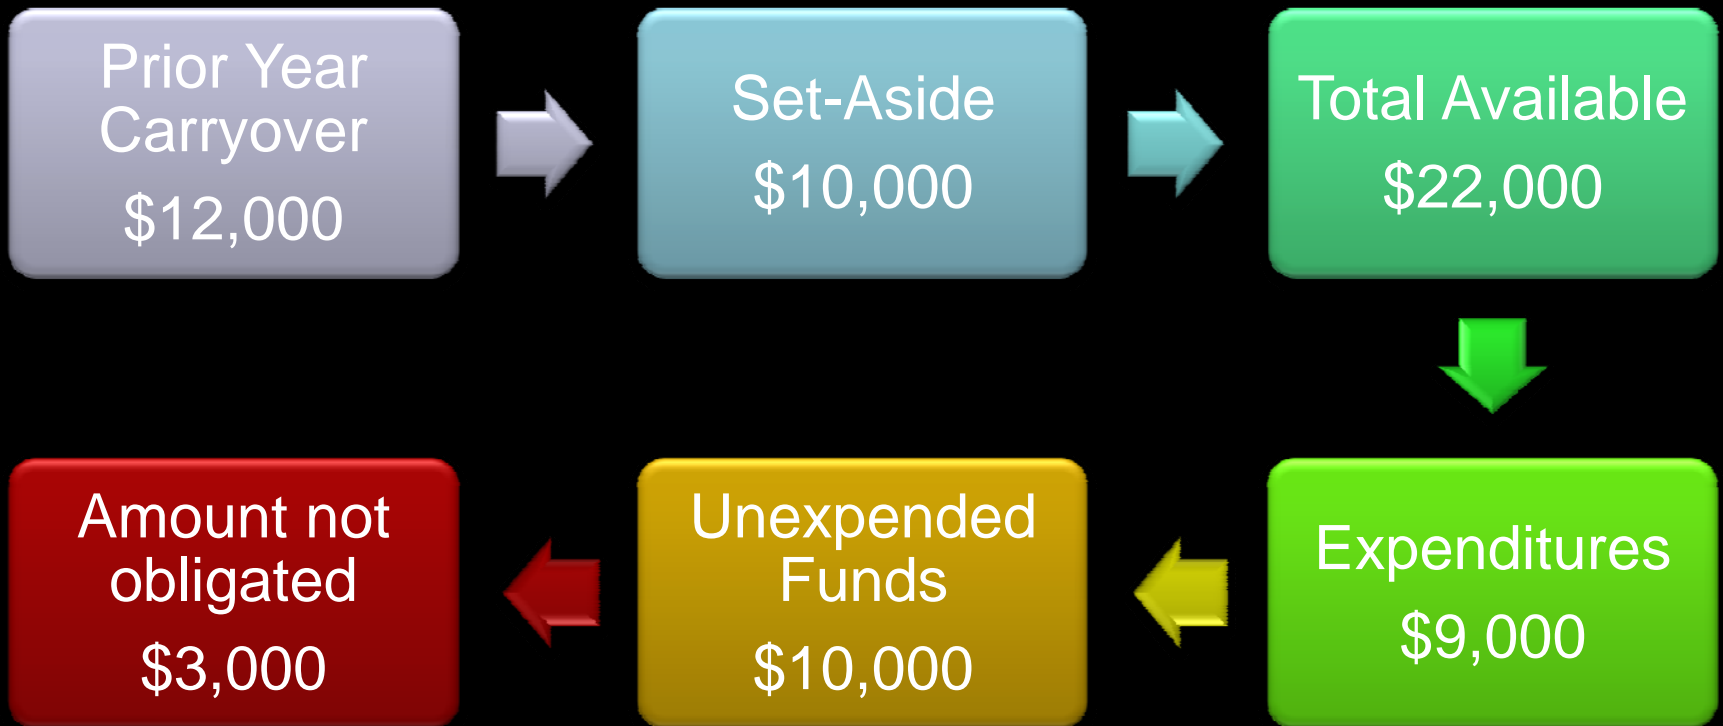 Prior Year
Carryover
$12,000
Set-Aside
$10,000
Total Available
$22,000
Expenditures
$9,000
Unexpended
Funds
$10,000
Amount not
obligated
$3,000